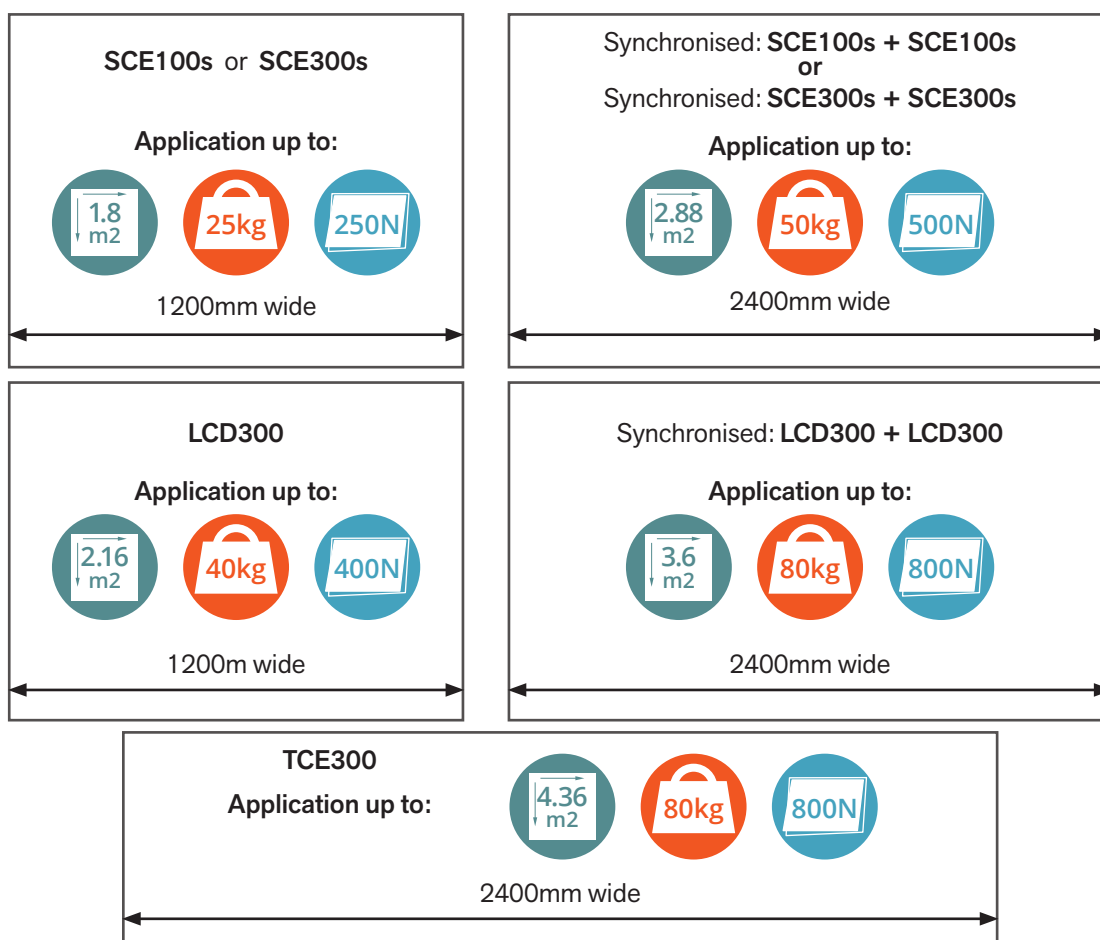 SCE100s or SCE300s
Application up to:
1.8
m2
25kg
250N
1200mm wide
Synchronised: SCE100s + SCE100s
or
Synchronised: SCE300s + SCE300s
Application up to:
2.88
m2
50kg
500N
2400mm wide
LCD300
Application up to:
2.16
m2
40kg
400N
1200m wide
Synchronised: LCD300 + LCD300
Application up to:
3.6
m2
80kg
800N
2400mm wide
TCE300
Application up to:
4.36
m2
80kg
800N
2400mm wide